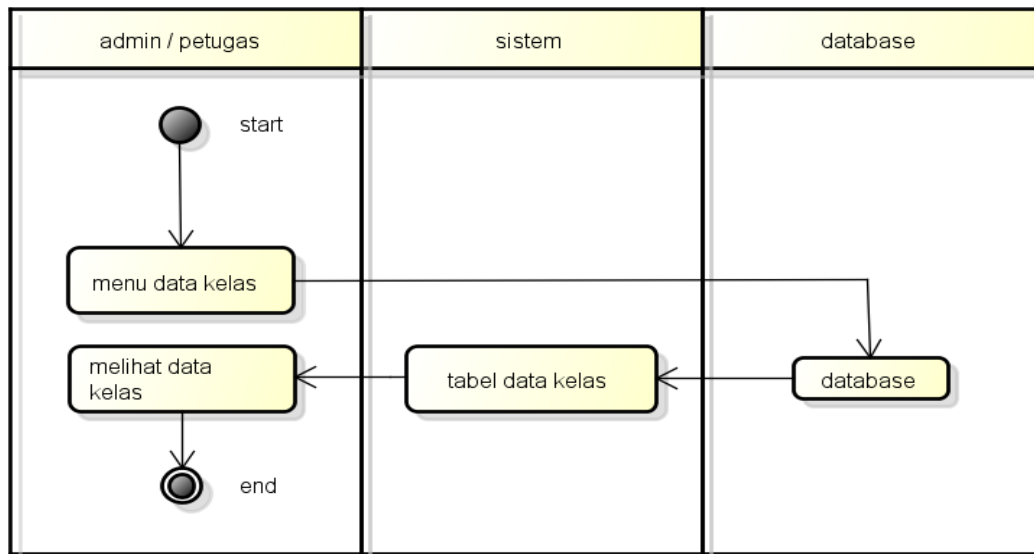 admin / petugas
sistem
database
start
menu data kelas
melihat data
kelas
tabel data kelas
database
end